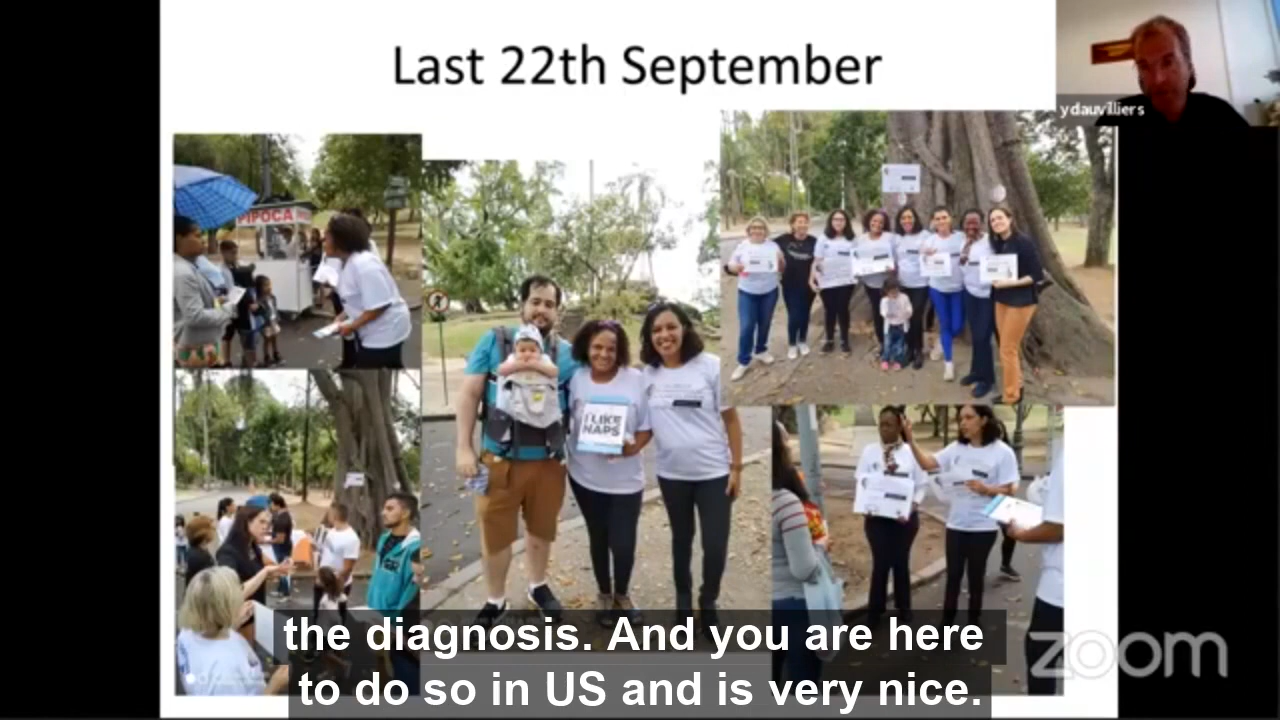 Last 22th September
ydauvilliers
PIPOCA
I LIKE
NAPS
the diagnosis. And you are here
to do so in US and is very nice.
zoom